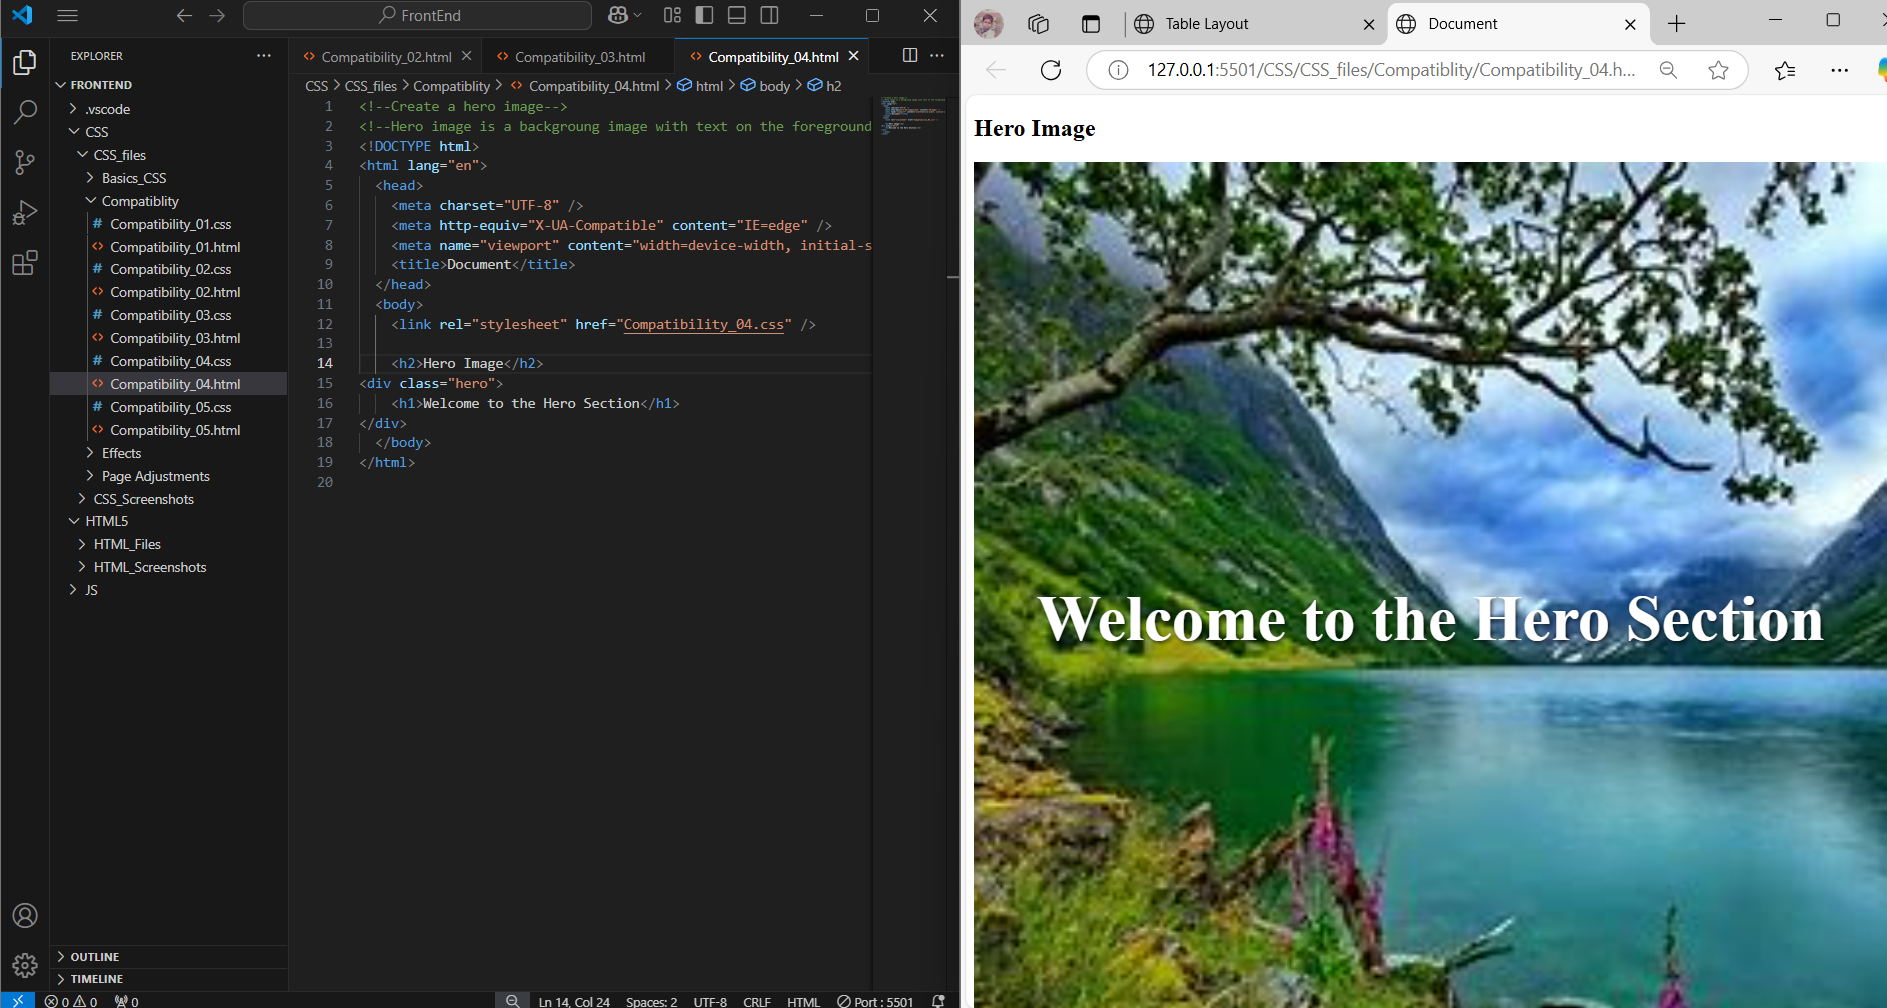 FrontEnd
EXPLORER
FRONTEND
.vscode
CSS
CSS_files
Basics_CSS
Compatiblity
Compatibility_01.css
Compatibility_01.html
Compatibility_02.css
Compatibility_02.html
Compatibility_03.css
Compatibility_03.html
Compatibility_04.css
Compatibility_04.html
Compatibility_05.css
Compatibility_05.html
Effects
Page Adjustments
CSS_Screenshots
HTML5
HTML_Files
HTML_Screenshots
JS
OUTLINE
TIMELINE
Compatibility_02.html Compatibility_03.html Compatibility_04.html
CSS > CSS_files > Compatiblity > Compatibility_04.html > html > body > h2
1 <!--Create a hero image-->
2 <!--Hero image is a backgroung image with text on the foreground
3 <!DOCTYPE html>
4 <html lang="en">
5 <head>
6 <meta charset="UTF-8" />
7 <meta http-equiv="X-UA-Compatible" content="IE=edge" />
8 <meta name="viewport" content="width=device-width, initial-s
9 <title>Document</title>
10 </head>
11 <body>
12 <link rel="stylesheet" href="Compatibility_04.css" />
13
14 <h2>Hero Image</h2>
15 <div class="hero">
16 <h1>Welcome to the Hero Section</h1>
17 </div>
18 </body>
19 </html>
20
0 0 0 Ln 14, Col 24 Spaces: 2 UTF-8 CRLF HTML Port : 5501
Table Layout Document
127.0.0.1:5501/CSS/CSS_files/Compatiblity/Compatibility_04.h...
Hero Image
Welcome to the Hero Section